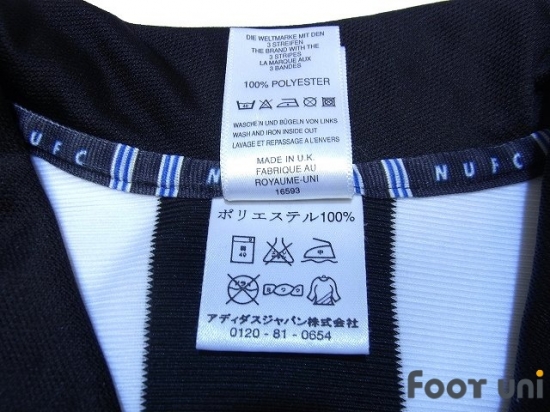 DIE WELTMARKE MIT DEN
3 STREIFEN
THE BRAND WITH THE
3 STRIPES
LA MARQUE AUX
3 BANDES
100% POLYESTER
WASCHEN UND BÜGELN VON LINKS
WASH AND IRON INSIDE OUT
LAVAGE ET REPASSAGE A L'ENVERS
MADE IN U.K.
FABRIQUE AU
ROYAUME-UNI
16593
NUFC
N
NUFC
ポリエステル100%
アディダスジャパン株式会社
0120-81-0654
Foot uni